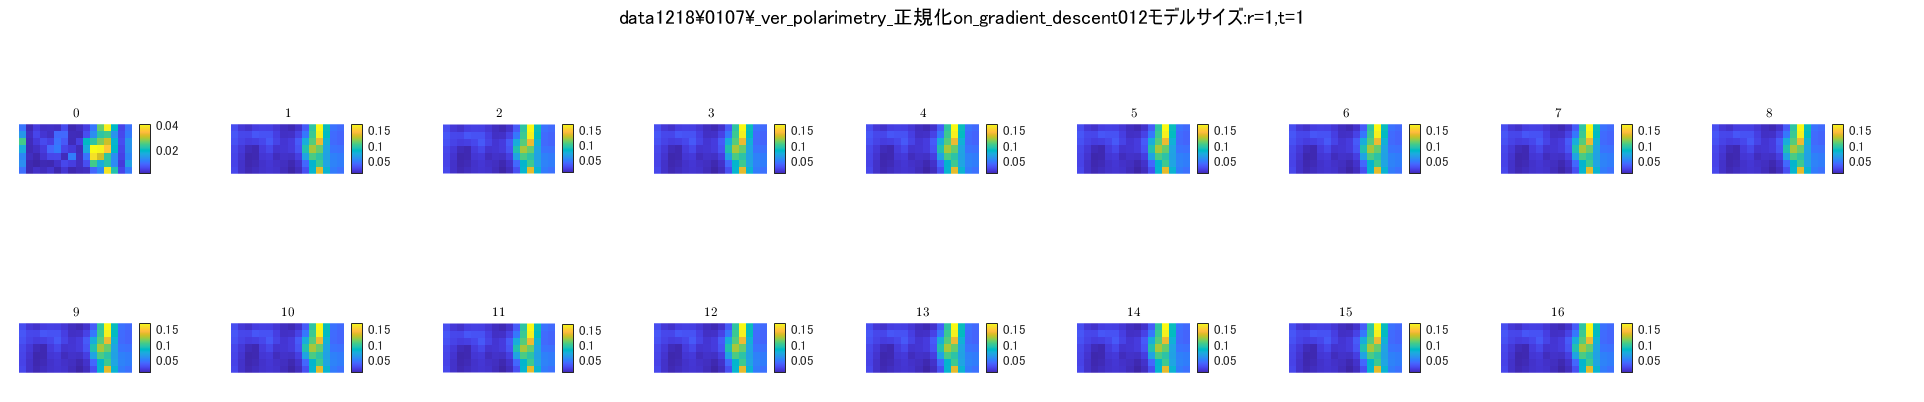 data1218¥0107¥_ver_polarimetry_正規化on_gradient_descent012モデルサイズ:r=1,t=1
0 1 2 3 4 5 6 7 8
0.04 0.15 0.15 0.15 0.15 0.15 0.15 0.15 0.15
0.02 0.1 0.1 0.1 0.1 0.1 0.1 0.1 0.1
0.05 0.05 0.05 0.05 0.05 0.05 0.05 0.05
9 10 11 12 13 14 15 16
0.15 0.15 0.15 0.15 0.15 0.15 0.15 0.15
0.1 0.1 0.1 0.1 0.1 0.1 0.1 0.1
0.05 0.05 0.05 0.05 0.05 0.05 0.05 0.05